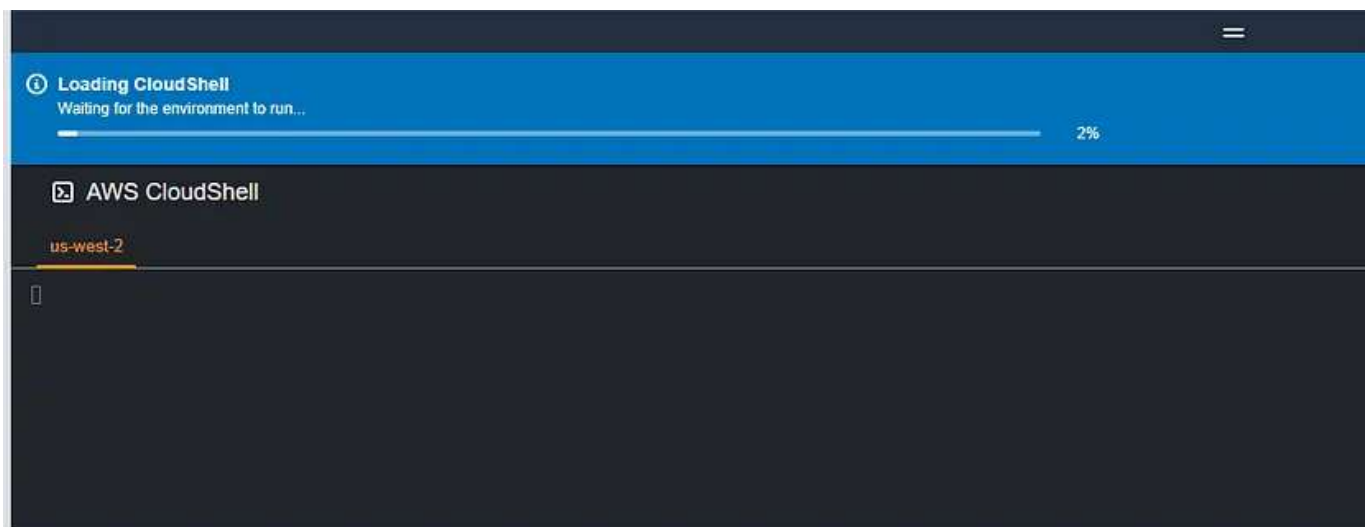 Loading CloudShell
Waiting for the environment to run...
2%
AWS CloudShell
us-west-2